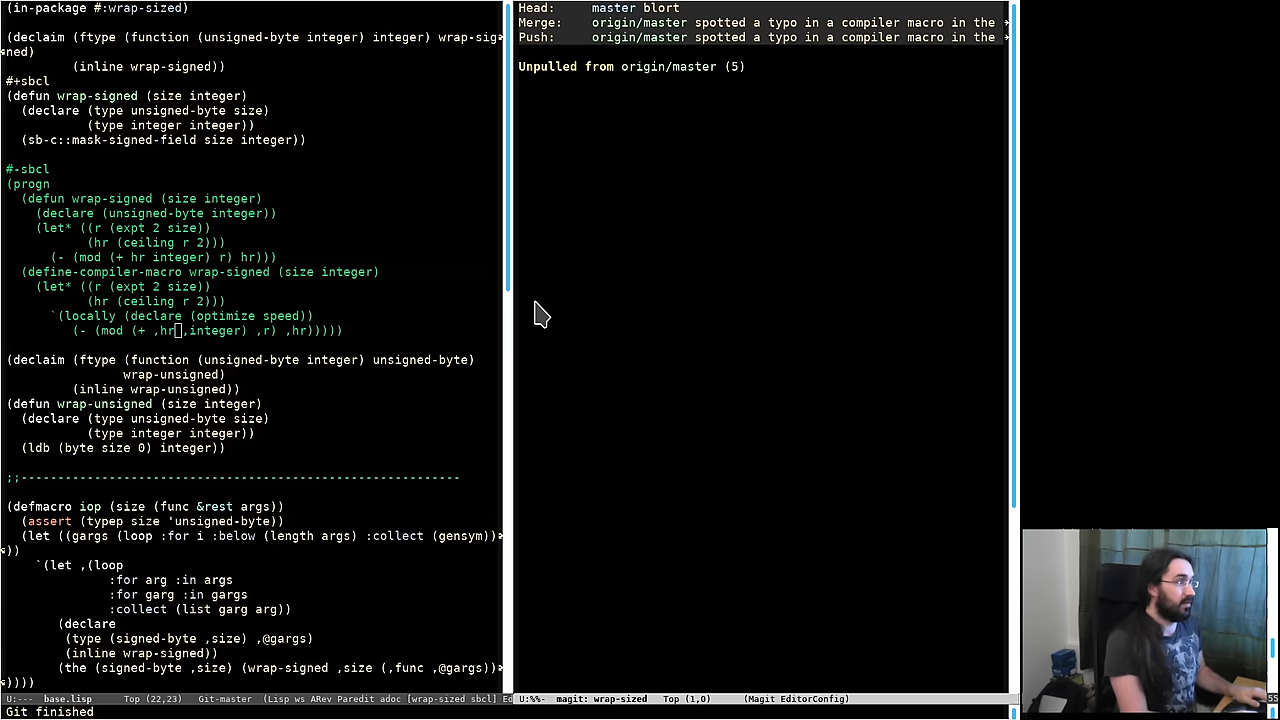 (in-package #:wrap-sized)
(declaim (ftype (function (unsigned-byte integer) integer) wrap-sig
ned)
(inline wrap-signed))
#+sbcl
(defun wrap-signed (size integer)
(declare (type unsigned-byte size)
(type integer integer))
(sb-c::mask-signed-field size integer))
#-sbcl
(progn
(defun wrap-signed (size integer)
(declare (unsigned-byte integer))
(let* ((r (expt 2 size))
(hr (ceiling r 2)))
(- (mod (+ hr integer) r) hr)))
(define-compiler-macro wrap-signed (size integer)
(let* ((r (expt 2 size))
(hr (ceiling r 2)))
`(locally (declare (optimize speed))
(- (mod (+ ,hr ,integer) ,r) ,hr)))))
(declaim (ftype (function (unsigned-byte integer) unsigned-byte)
wrap-unsigned)
(inline wrap-unsigned))
(defun wrap-unsigned (size integer)
(declare (type unsigned-byte size)
(type integer integer))
(ldb (byte size 0) integer))
;;------------------------------------------------------------
(defmacro iop (size (func &rest args))
(assert (typep size 'unsigned-byte))
(let ((gargs (loop :for i :below (length args) :collect (gensym))
))
`(let ,(loop
:for arg :in args
:for garg :in gargs
:collect (list garg arg))
(declare
(type (signed-byte ,size) ,@gargs)
(inline wrap-signed))
(the (signed-byte ,size) (wrap-signed ,size (,func ,@gargs))
))))
U:--- base.lisp Top (22,23) Git-master (Lisp ws ARev Paredit adoc [wrap-sized sbcl] Ed
Git finished
Head: master blort
Merge: origin/master spotted a typo in a compiler macro in the
Push: origin/master spotted a typo in a compiler macro in the
Unpulled from origin/master (5)
U:%%- magit: wrap-sized Top (1,0) (Magit EditorConfig)